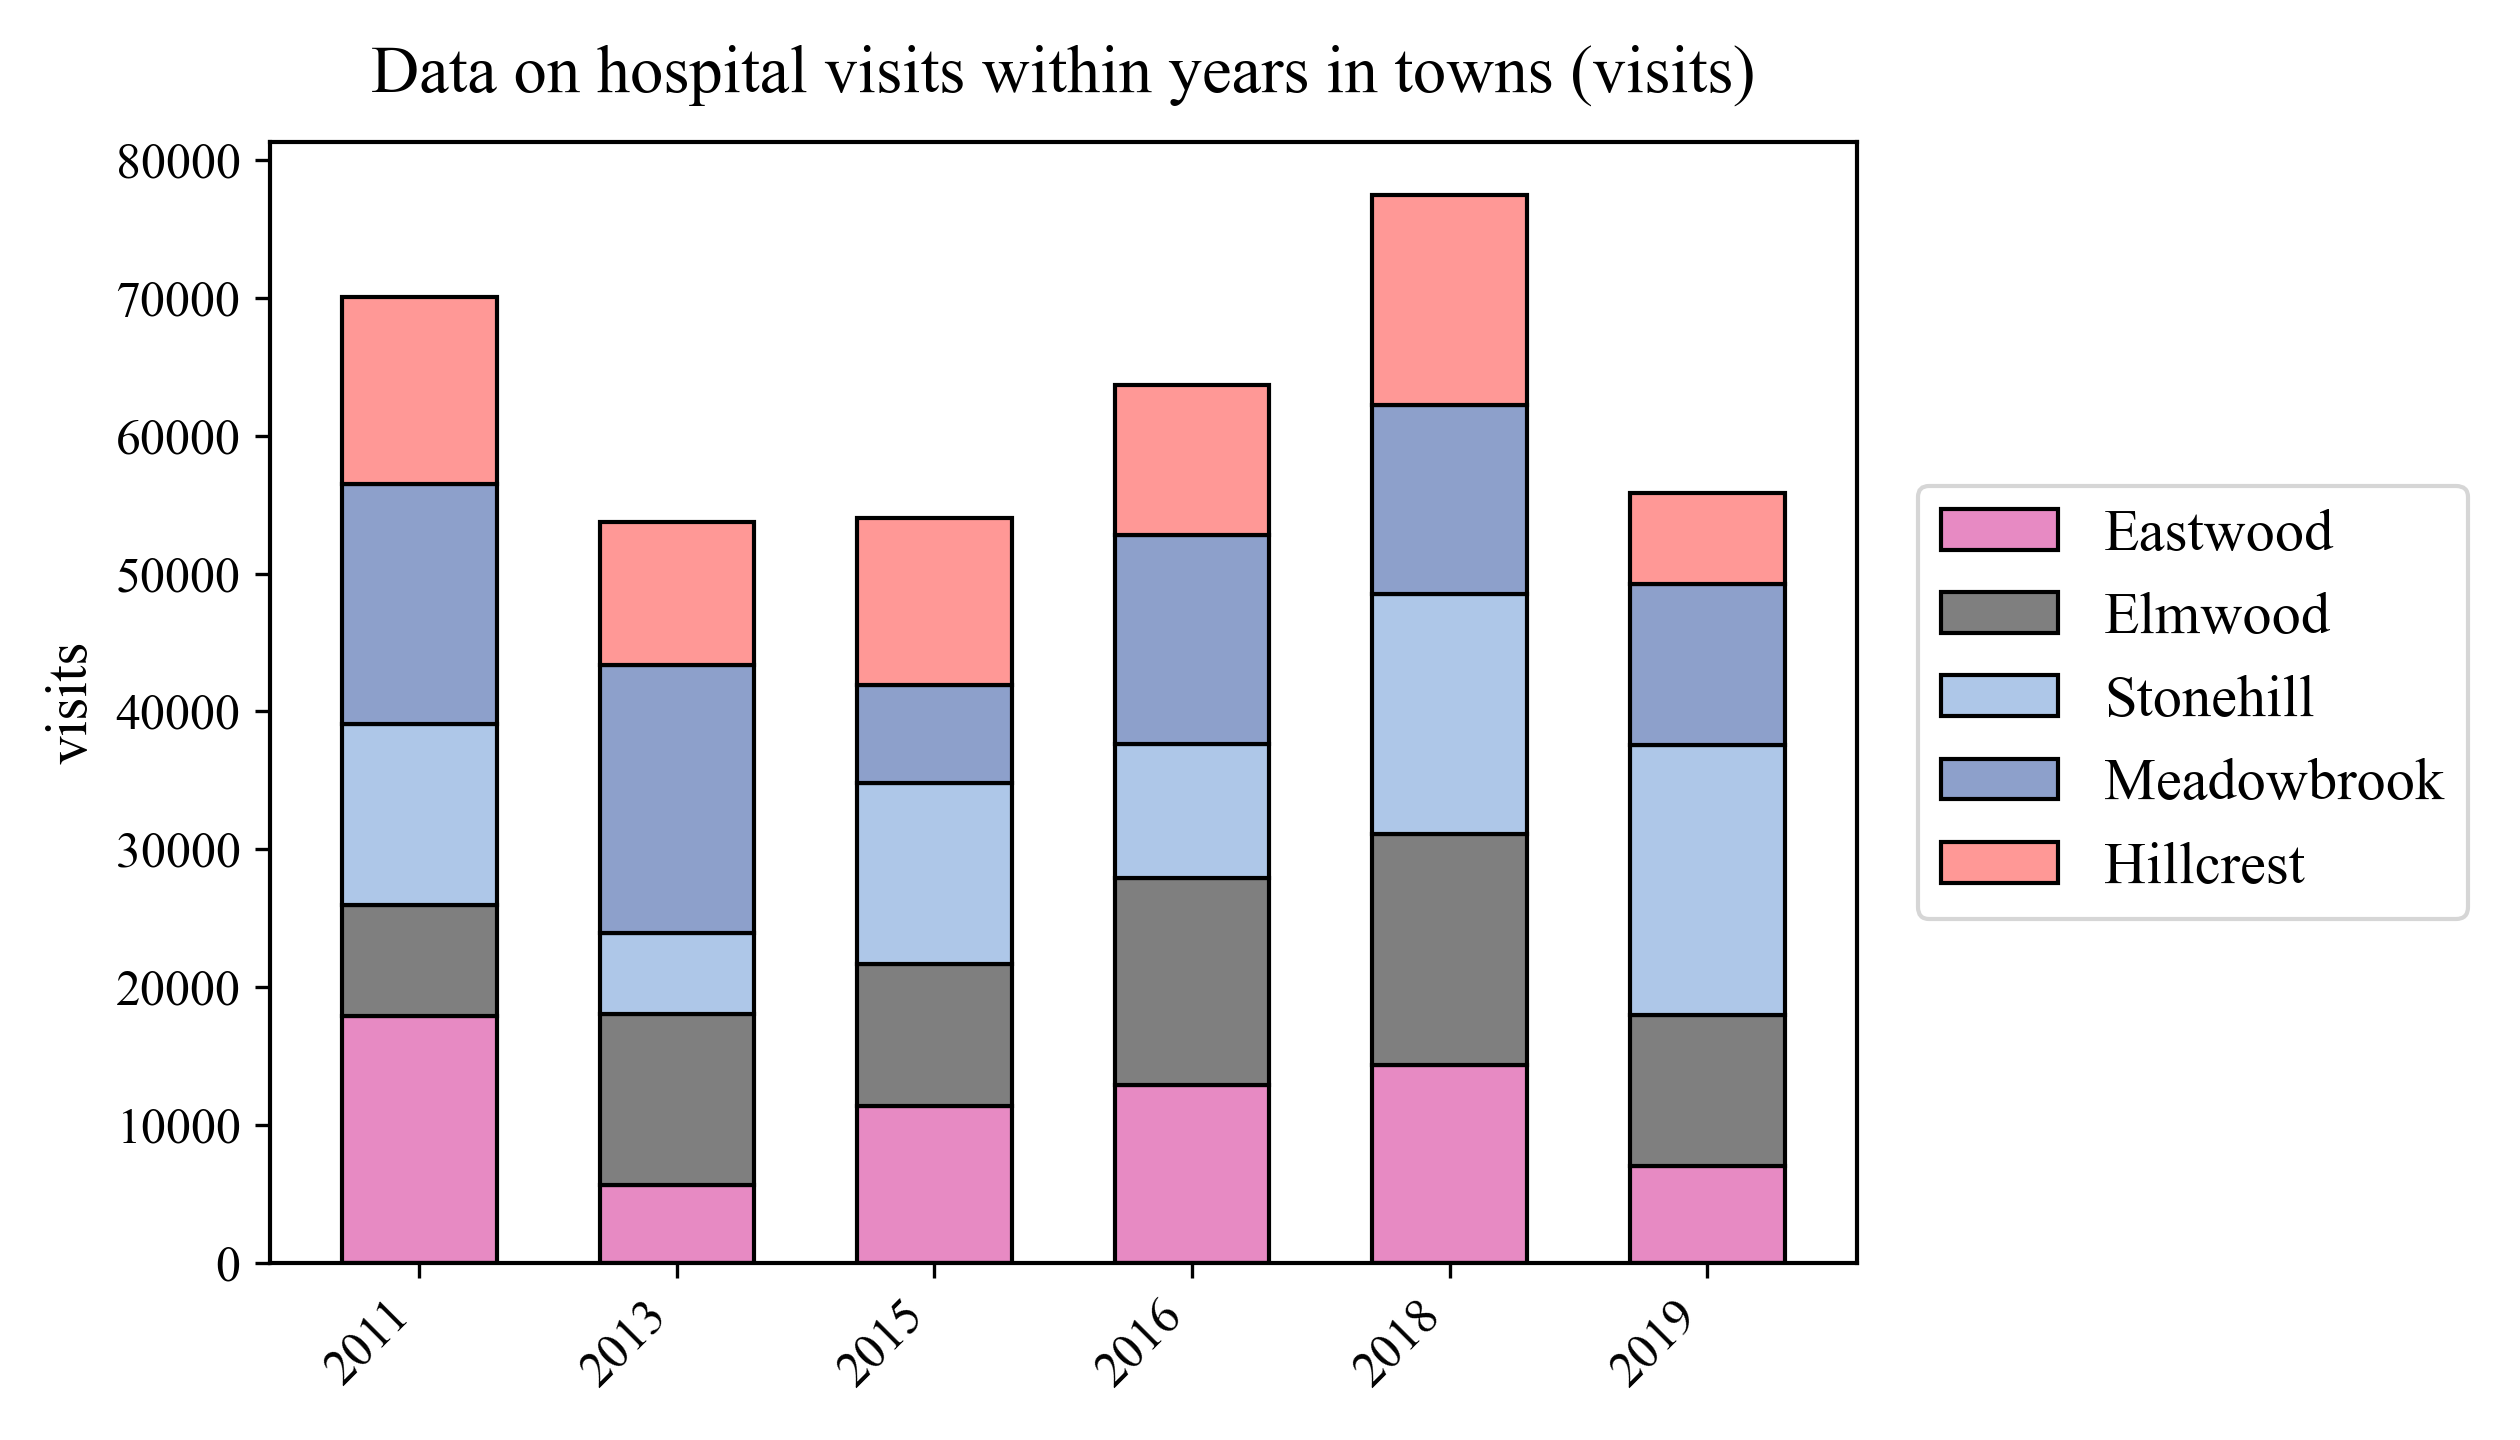 Data on hospital visits within years in towns (visits)
80000
70000
60000
50000
40000
30000
20000
10000
0
visits
2011
2013
2015
2016
2018
2019
Eastwood
Elmwood
Stonehill
Meadowbrook
Hillcrest